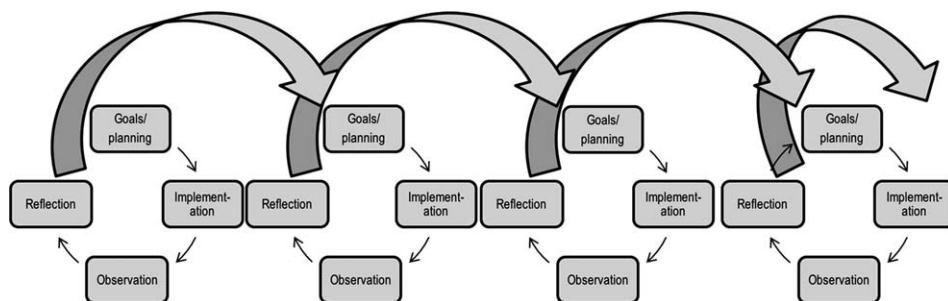 Goals/
planning
Goals/
planning
Goals/
planning
Goals/
planning
Reflection
Implement-
ation
Reflection
Implement-
ation
Reflection
Implement-
ation
Reflection
Implement-
ation
Observation
Observation
Observation
Observation